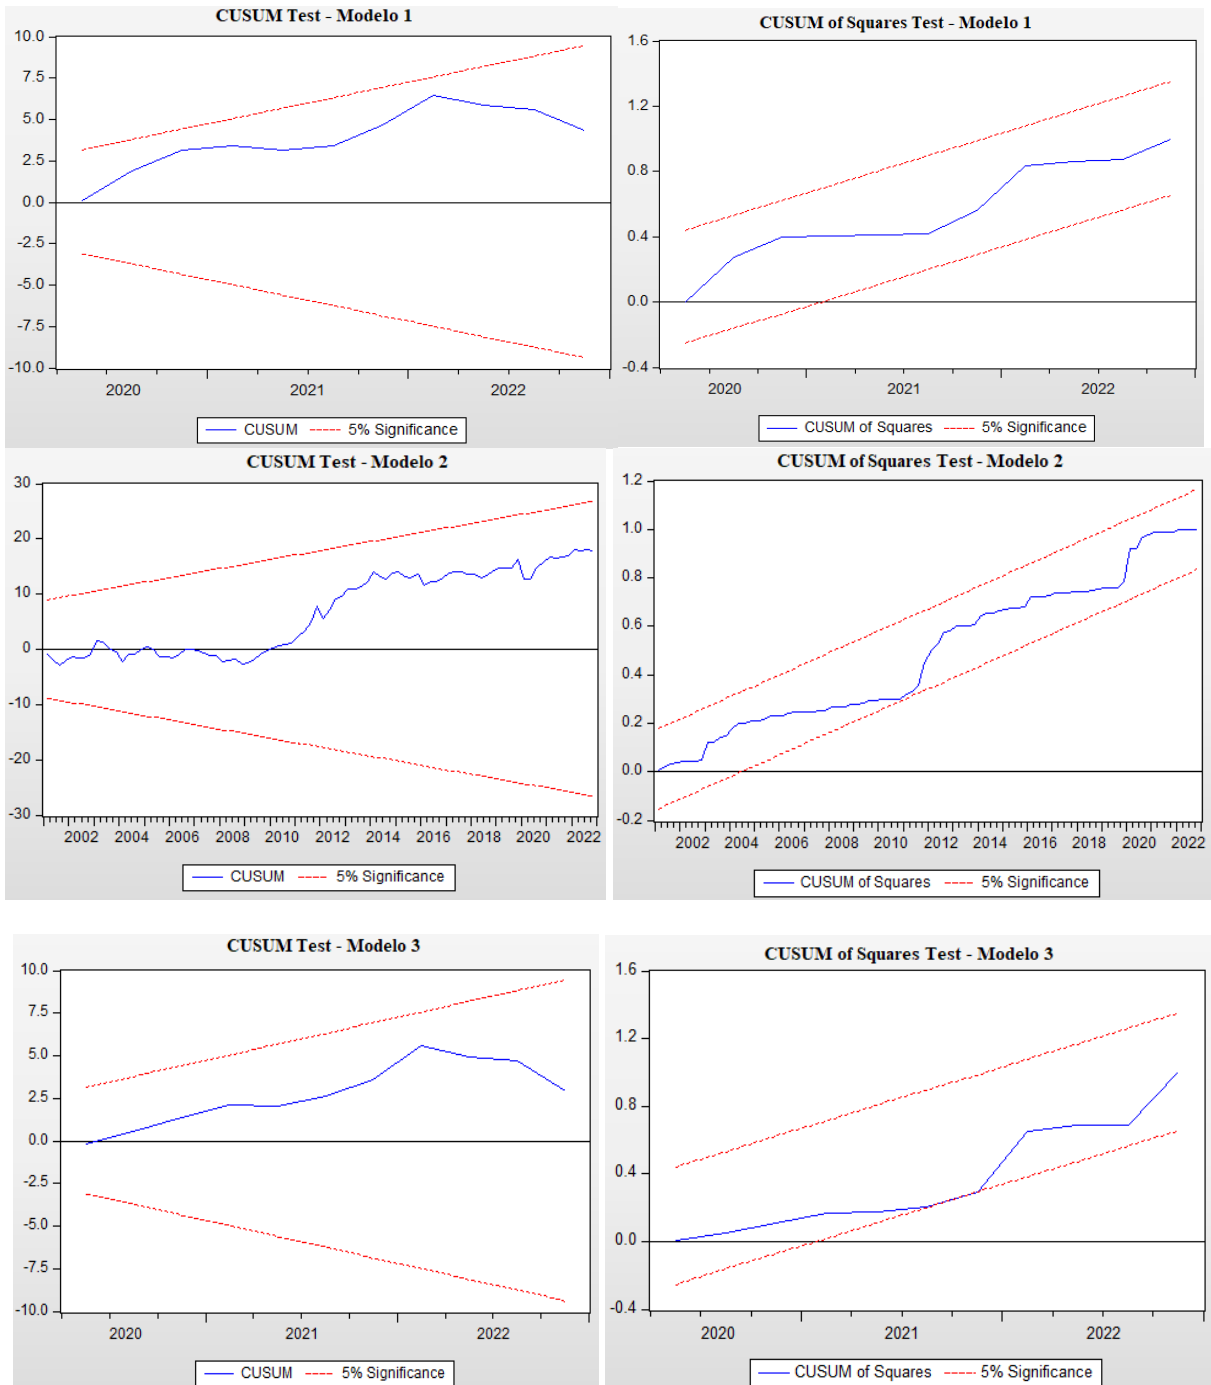 CUSUM Test - Modelo 1
10.0
7.5
5.0
2.5
0.0
-2.5
-5.0
-7.5
-10.0
2020 2021 2022
CUSUM 5% Significance
CUSUM of Squares Test - Modelo 1
1.6
1.2
0.8
0.4
0.0
-0.4
2020 2021 2022
CUSUM of Squares 5% Significance
CUSUM Test - Modelo 2
30
20
10
0
-10
-20
-30
2002 2004 2006 2008 2010 2012 2014 2016 2018 2020 2022
CUSUM 5% Significance
CUSUM of Squares Test - Modelo 2
1.2
1.0
0.8
0.6
0.4
0.2
0.0
-0.2
2002 2004 2006 2008 2010 2012 2014 2016 2018 2020 2022
CUSUM of Squares 5% Significance
CUSUM Test - Modelo 3
10.0
7.5
5.0
2.5
0.0
-2.5
-5.0
-7.5
-10.0
2020 2021 2022
CUSUM 5% Significance
CUSUM of Squares Test - Modelo 3
1.6
1.2
0.8
0.4
0.0
-0.4
2020 2021 2022
CUSUM of Squares 5% Significance